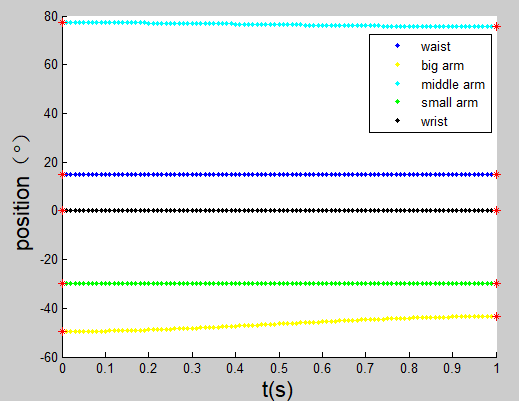 80
60
40
20
0
-20
-40
-60
position（°）
waist
big arm
middle arm
small arm
wrist
0 0.1 0.2 0.3 0.4 0.5 0.6 0.7 0.8 0.9 1
t(s)